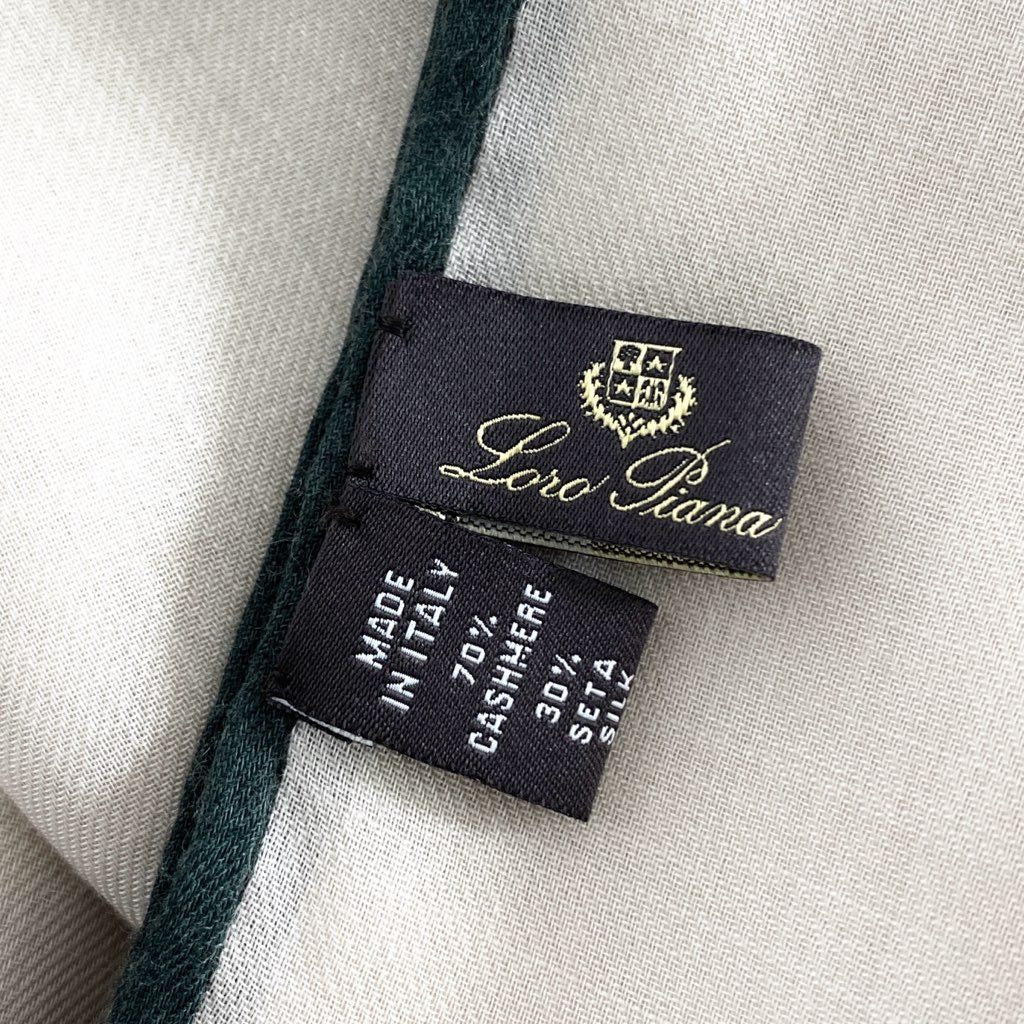 Loro Piana
MADE
IN ITALY
70%
CASHMERE
30%
SETA
SILK